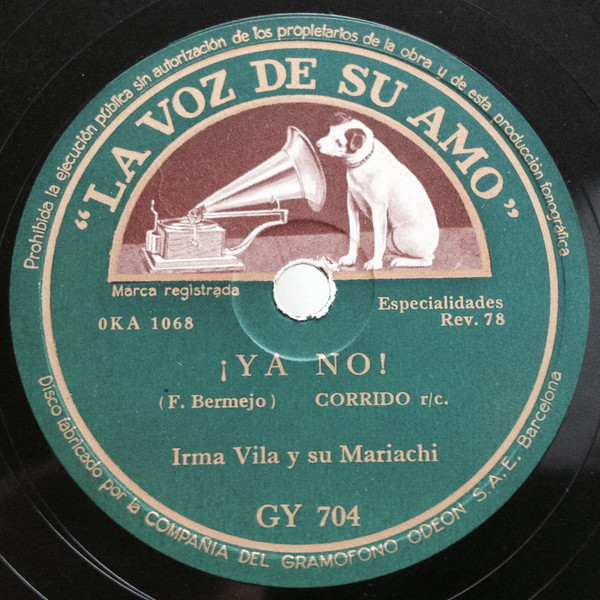 Prohibida la ejecución pública sin autorización de los propietarios de la obra y de esta producción fonográfica
"LA VOZ DE SU AMO"
Marca registrada
OKA 1068
Especialidades
Rev. 78
¡YA NO!
(F. Bermejo) CORRIDO r/c.
Irma Vila y su Mariachi
GY 704
Disco fabricado por la COMPAÑIA DEL GRAMOFONO ODEON S.A.E. Barcelona